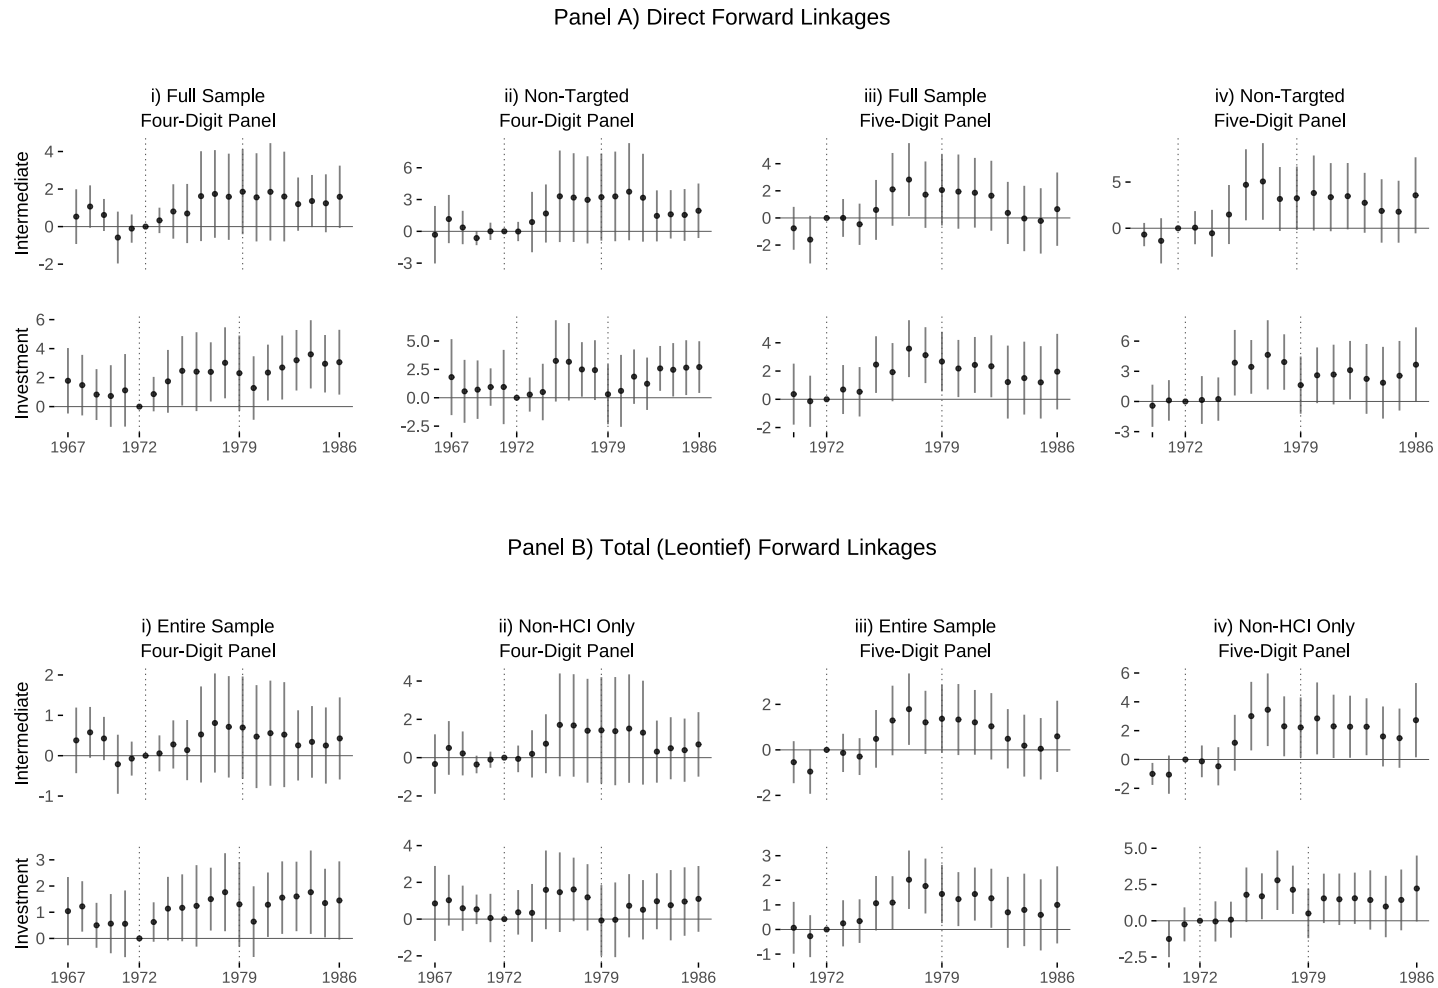 Panel A) Direct Forward Linkages
i) Full Sample
Four-Digit Panel
ii) Non-Targted
Four-Digit Panel
iii) Full Sample
Five-Digit Panel
iv) Non-Targted
Five-Digit Panel
Intermediate
4
2
0
-2
6
3
0
-3
4
2
0
-2
5
0
Investment
6
4
2
0
5.0
2.5
0.0
-2.5
4
2
0
-2
6
3
0
-3
1967 1972 1979 1986
1967 1972 1979 1986
1972 1979 1986
1972 1979 1986
Panel B) Total (Leontief) Forward Linkages
i) Entire Sample
Four-Digit Panel
ii) Non-HCI Only
Four-Digit Panel
iii) Entire Sample
Five-Digit Panel
iv) Non-HCI Only
Five-Digit Panel
Intermediate
2
1
0
-1
4
2
0
-2
2
0
-2
6
4
2
0
-2
Investment
3
2
1
0
4
2
0
-2
3
2
1
0
-1
5.0
2.5
0.0
-2.5
1967 1972 1979 1986
1967 1972 1979 1986
1972 1979 1986
1972 1979 1986